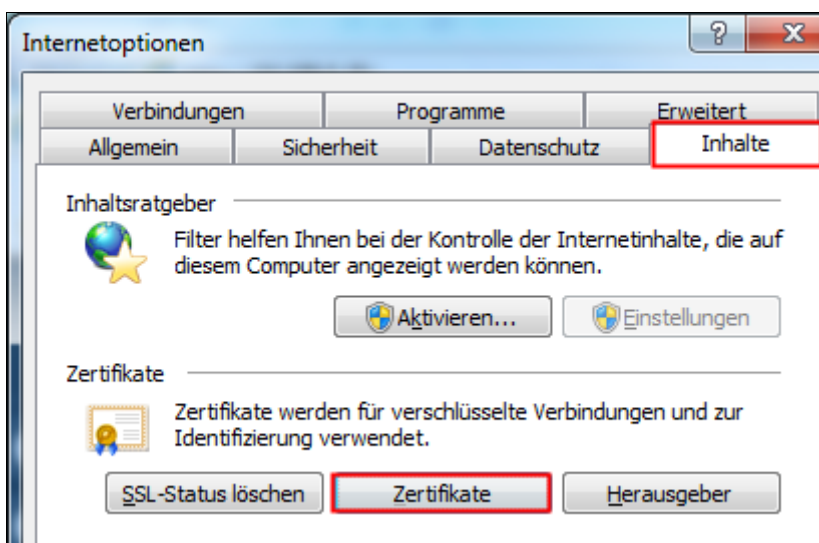 Internetoptionen
?
X
Verbindungen Programme Erweitert
Allgemein Sicherheit Datenschutz Inhalte
Inhaltsratgeber
Filter helfen Ihnen bei der Kontrolle der Internetinhalte, die auf
diesem Computer angezeigt werden können.
Aktivieren... Einstellungen
Zertifikate
Zertifikate werden für verschlüsselte Verbindungen und zur
Identifizierung verwendet.
SSL-Status löschen Zertifikate Herausgeber